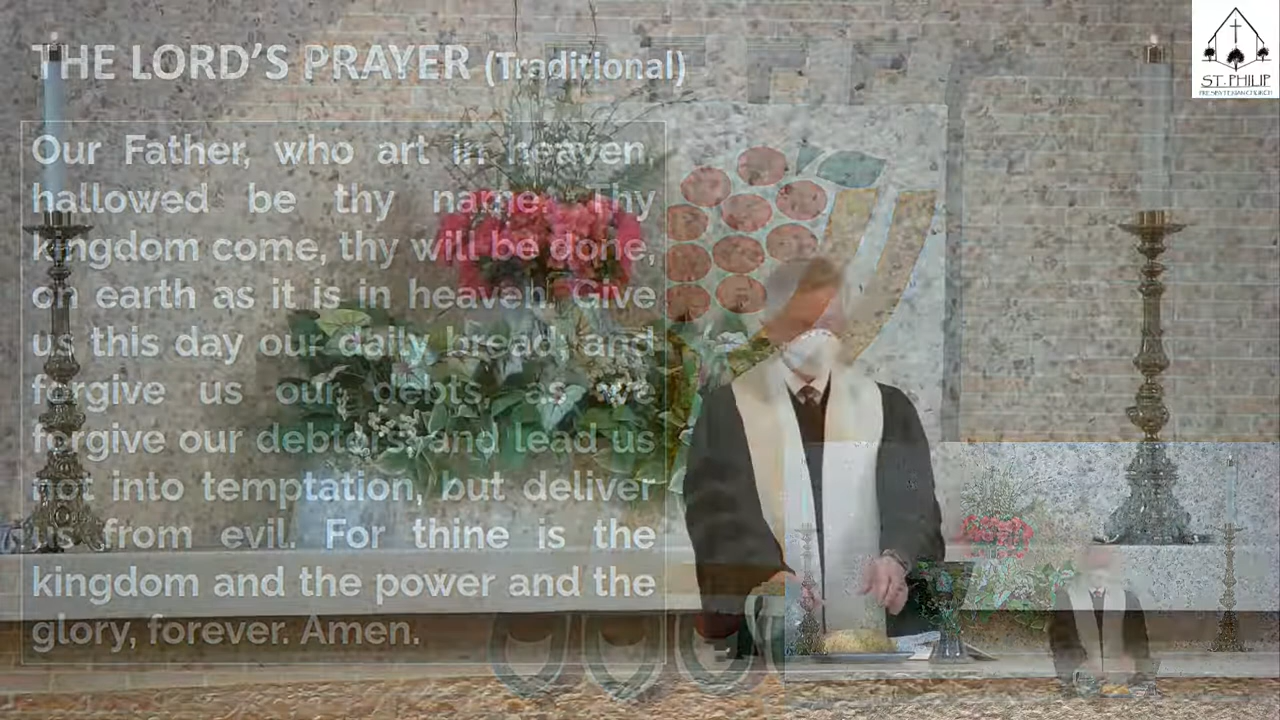 THE LORD'S PRAYER (Traditional)
Our Father, who art in heaven
hallowed be thy name. Thy
kingdom come, thy will be done,
on earth as it is in heaven. Give
us this day our daily bread, and
forgive us our debts, as we
forgive our debtors; and lead us
not into temptation, but deliver
us from evil. For thine is the
kingdom and the power and the
glory, forever. Amen.
ST. PHILIP
PRESBYTERIAN CHURCH